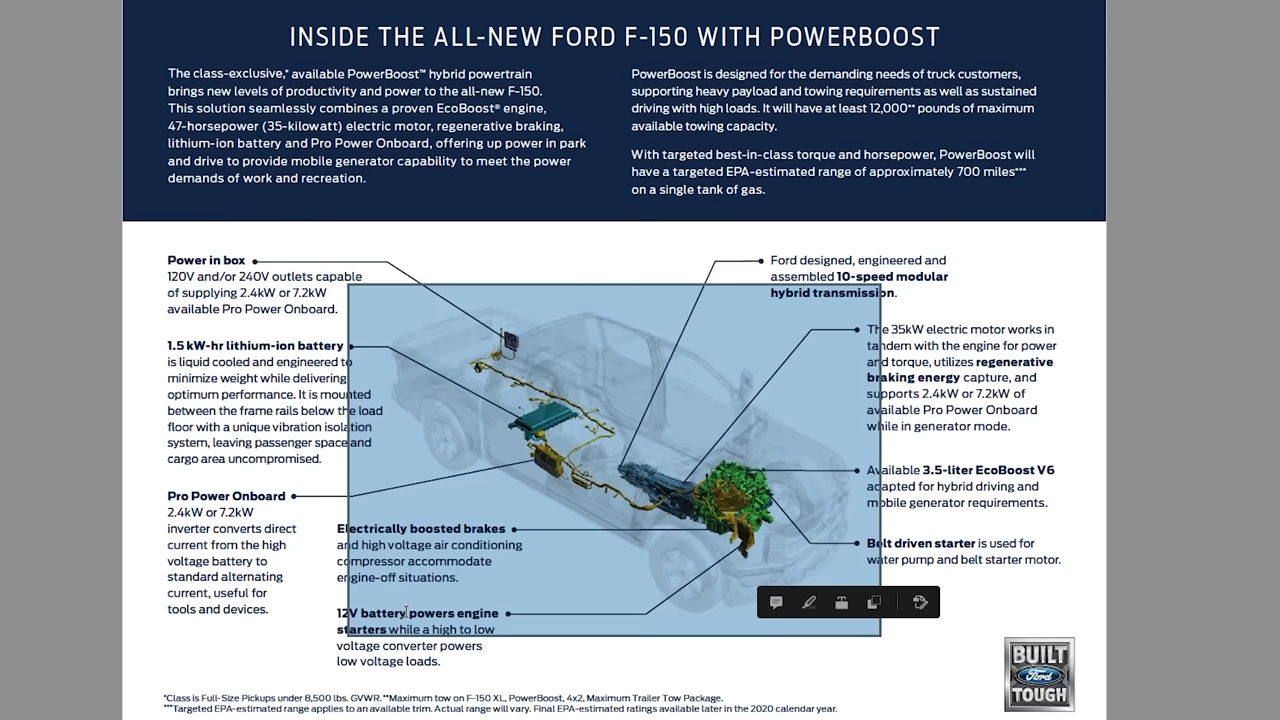 INSIDE THE ALL-NEW FORD F-150 WITH POWERBOOST
The class-exclusive,* available PowerBoost™ hybrid powertrain
brings new levels of productivity and power to the all-new F-150.
This solution seamlessly combines a proven EcoBoost® engine,
47-horsepower (35-kilowatt) electric motor, regenerative braking,
lithium-ion battery and Pro Power Onboard, offering up power in park
and drive to provide mobile generator capability to meet the power
demands of work and recreation.
PowerBoost is designed for the demanding needs of truck customers,
supporting heavy payload and towing requirements as well as sustained
driving with high loads. It will have at least 12,000** pounds of maximum
available towing capacity.
With targeted best-in-class torque and horsepower, PowerBoost will
have a targeted EPA-estimated range of approximately 700 miles***
on a single tank of gas.
Power in box
120V and/or 240V outlets capable
of supplying 2.4kW or 7.2kW
available Pro Power Onboard.
1.5 kW-hr lithium-ion battery
is liquid cooled and engineered to
minimize weight while delivering
optimum performance. It is mounted
between the frame rails below the load
floor with a unique vibration isolation
system, leaving passenger space and
cargo area uncompromised.
Pro Power Onboard
2.4kW or 7.2kW
inverter converts direct
current from the high
voltage battery to
standard alternating
current, useful for
tools and devices.
Electrically boosted brakes
and high voltage air conditioning
compressor accommodate
engine-off situations.
12V battery powers engine
starters while a high to low
voltage converter powers
low voltage loads.
Ford designed, engineered and
assembled 10-speed modular
hybrid transmission.
The 35kW electric motor works in
tandem with the engine for power
and torque, utilizes regenerative
braking energy capture, and
supports 2.4kW or 7.2kW of
available Pro Power Onboard
while in generator mode.
Available 3.5-liter EcoBoost V6
adapted for hybrid driving and
mobile generator requirements.
Belt driven starter is used for
water pump and belt starter motor.
BUILT
Ford
TOUGH
*Class is Full-Size Pickups under 8,500 lbs. GVWR. **Maximum tow on F-150 XL, PowerBoost, 4x2, Maximum Trailer Tow Package.
***Targeted EPA-estimated range applies to an available trim. Actual range will vary. Final EPA-estimated ratings available later in the 2020 calendar year.